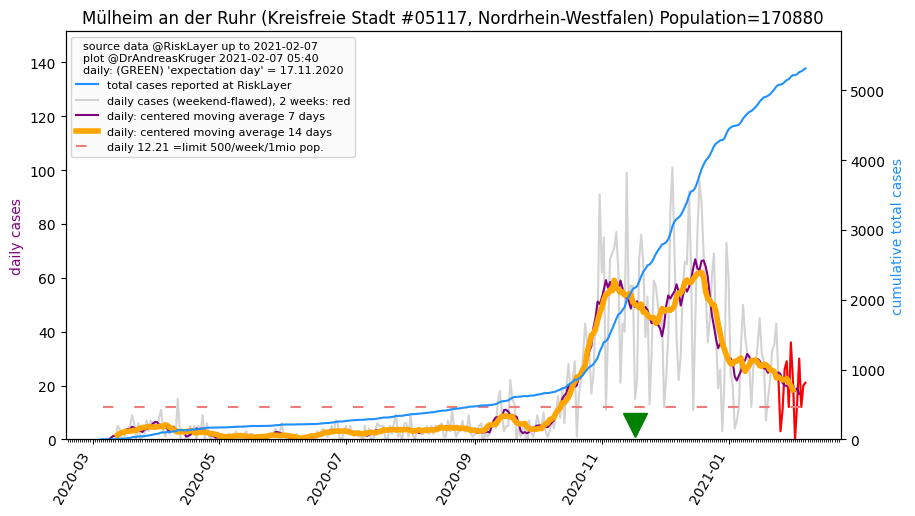 Mülheim an der Ruhr (Kreisfreie Stadt #05117, Nordrhein-Westfalen) Population=170880
source data @RiskLayer up to 2021-02-07
plot @DrAndreasKruger 2021-02-07 05:40
daily: (GREEN) 'expectation day' = 17.11.2020
total cases reported at RiskLayer
daily cases (weekend-flawed), 2 weeks: red
daily: centered moving average 7 days
daily: centered moving average 14 days
daily 12.21 =limit 500/week/1mio pop.
daily cases
140
120
100
80
60
40
20
0
cumulative total cases
5000
4000
3000
2000
1000
0
2020-03
2020-05
2020-07
2020-09
2020-11
2021-01